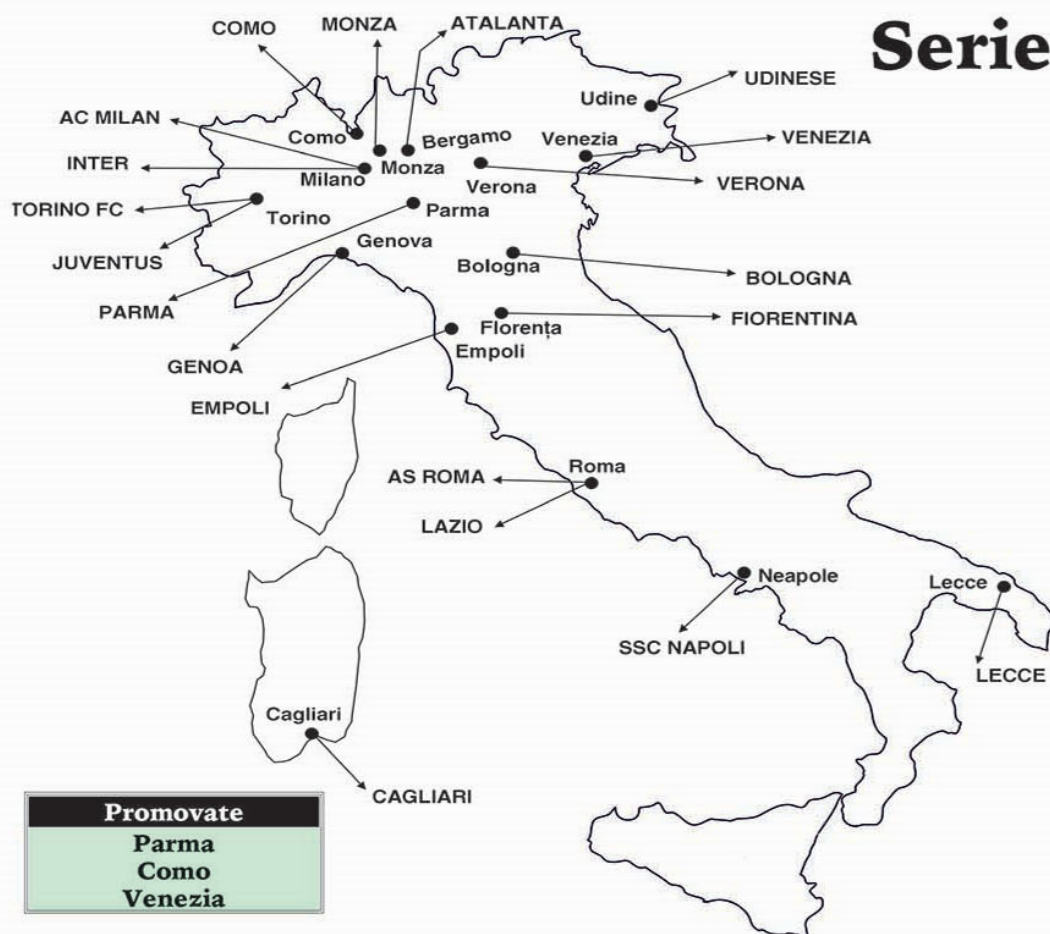 Serie
COMO
MONZA
ATALANTA
UDINESE
Udine
AC MILAN
Como
Bergamo
Venezia
VENEZIA
INTER
Milano
Monza
Verona
VERONA
TORINO FC
Torino
Parma
JUVENTUS
Genova
Bologna
BOLOGNA
PARMA
Florența
FIORENTINA
Empoli
GENOA
EMPOLI
Roma
AS ROMA
LAZIO
Neapole
Lecce
SSC NAPOLI
LECCE
Cagliari
CAGLIARI
Promovate
Parma
Como
Venezia